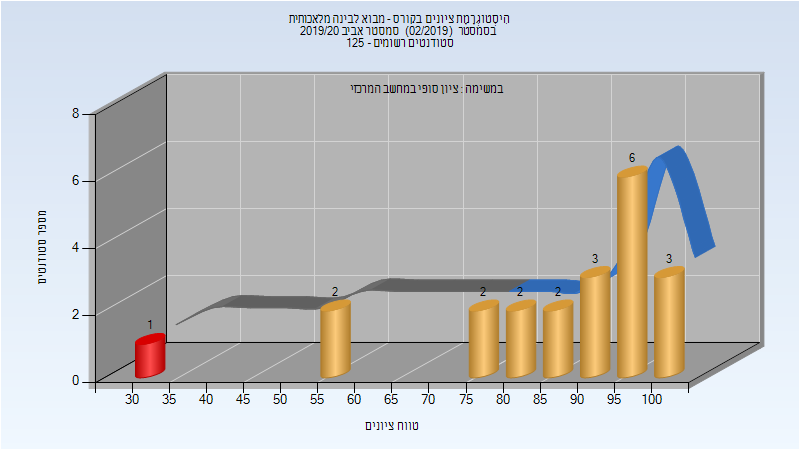 היסטוגרמת ציונים בקורס - מבוא לבינה מלאכותית
בסמסטר (02/2019) סמסטר אביב 2019/20
סטודנטים רשומים - 125
במשימה : ציון סופי במחשב המרכזי
8
6
4
2
0
מספר סטודנטים
1
2
2
2
2
3
6
3
30 35 40 45 50 55 60 65 70 75 80 85 90 95 100
טווח ציונים